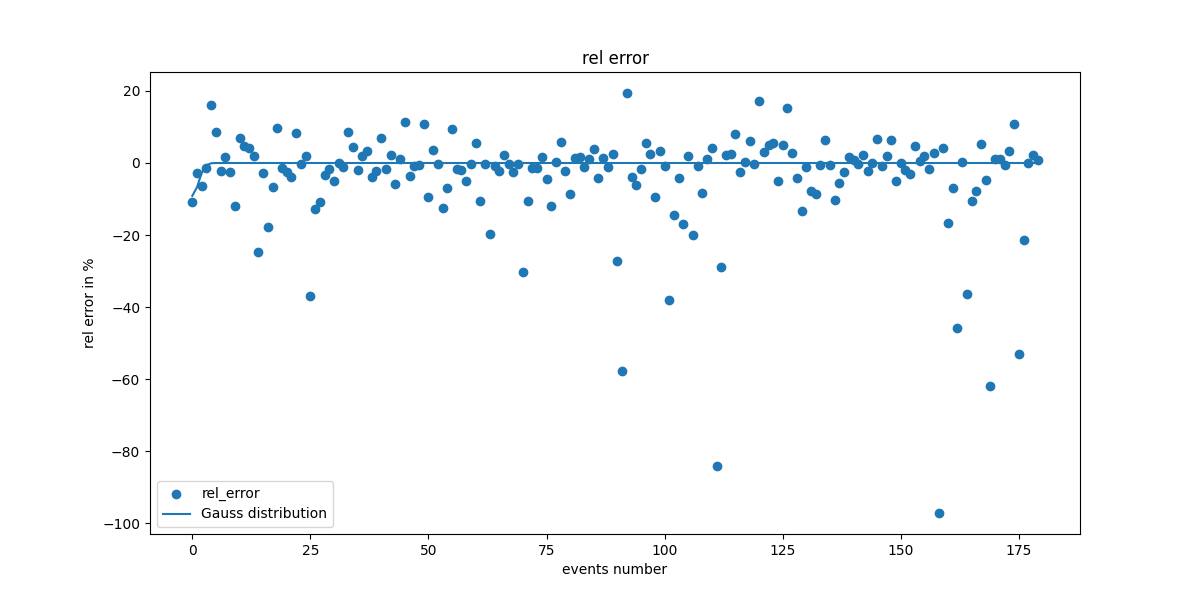 rel error
20
0
−20
−40
−60
−80
−100
rel error in %
rel_error
Gauss distribution
0 25 50 75 100 125 150 175
events number